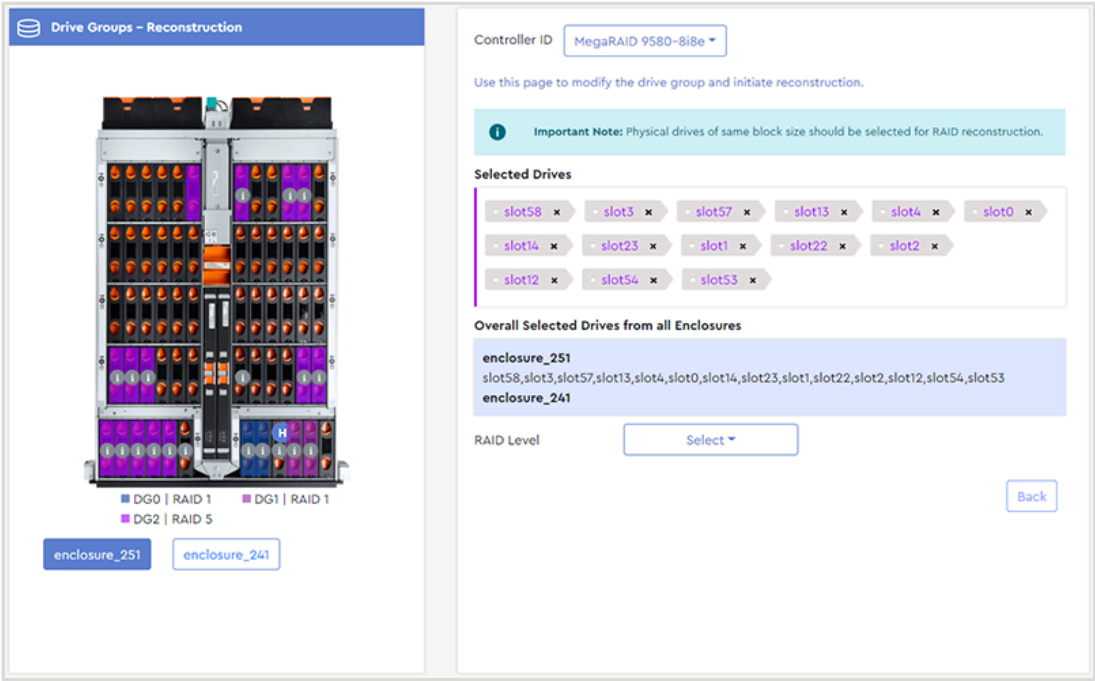 Drive Groups – Reconstruction
H
DG0 | RAID 1 DG1 | RAID 1
DG2 | RAID 5
enclosure_251 enclosure_241
Controller ID MegaRAID 9580-8i8e
Use this page to modify the drive group and initiate reconstruction.
Important Note: Physical drives of same block size should be selected for RAID reconstruction.
Selected Drives
slot58 × slot3 × slot57 × slot13 × slot4 × slot0 ×
slot14 × slot23 × slot1 × slot22 × slot2 ×
slot12 × slot54 × slot53 ×
Overall Selected Drives from all Enclosures
enclosure_251
slot58,slot3,slot57,slot13,slot4,slot0,slot14,slot23,slot1,slot22,slot2,slot12,slot54,slot53
enclosure_241
RAID Level Select
Back